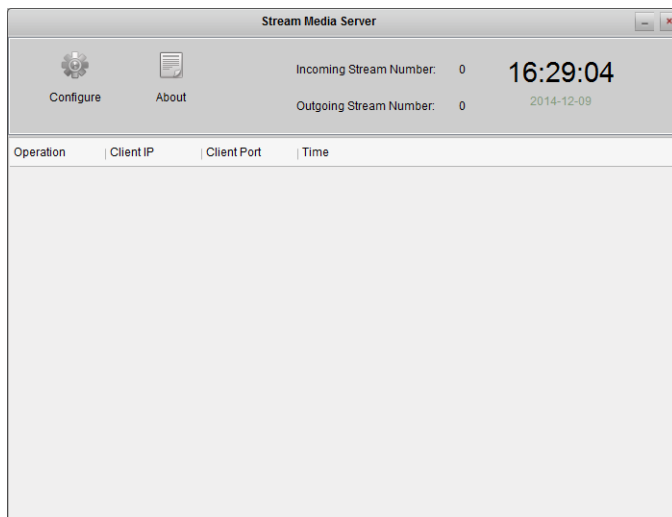 Stream Media Server
Configure
About
Incoming Stream Number: 0
Outgoing Stream Number: 0
16:29:04
2014-12-09
Operation Client IP Client Port Time